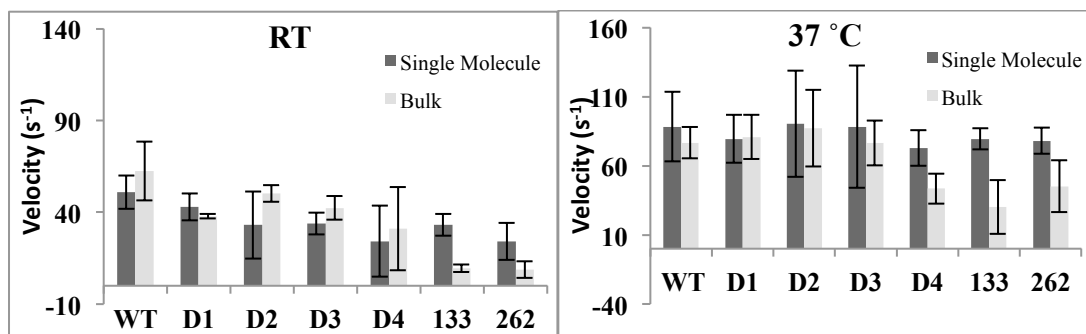 RT
140
90
40
-10
Velocity (s-1)
Single Molecule
Bulk
WT D1 D2 D3 D4 133 262
37 °C
160
110
60
10
-40
Velocity (s-1)
Single Molecule
Bulk
WT D1 D2 D3 D4 133 262